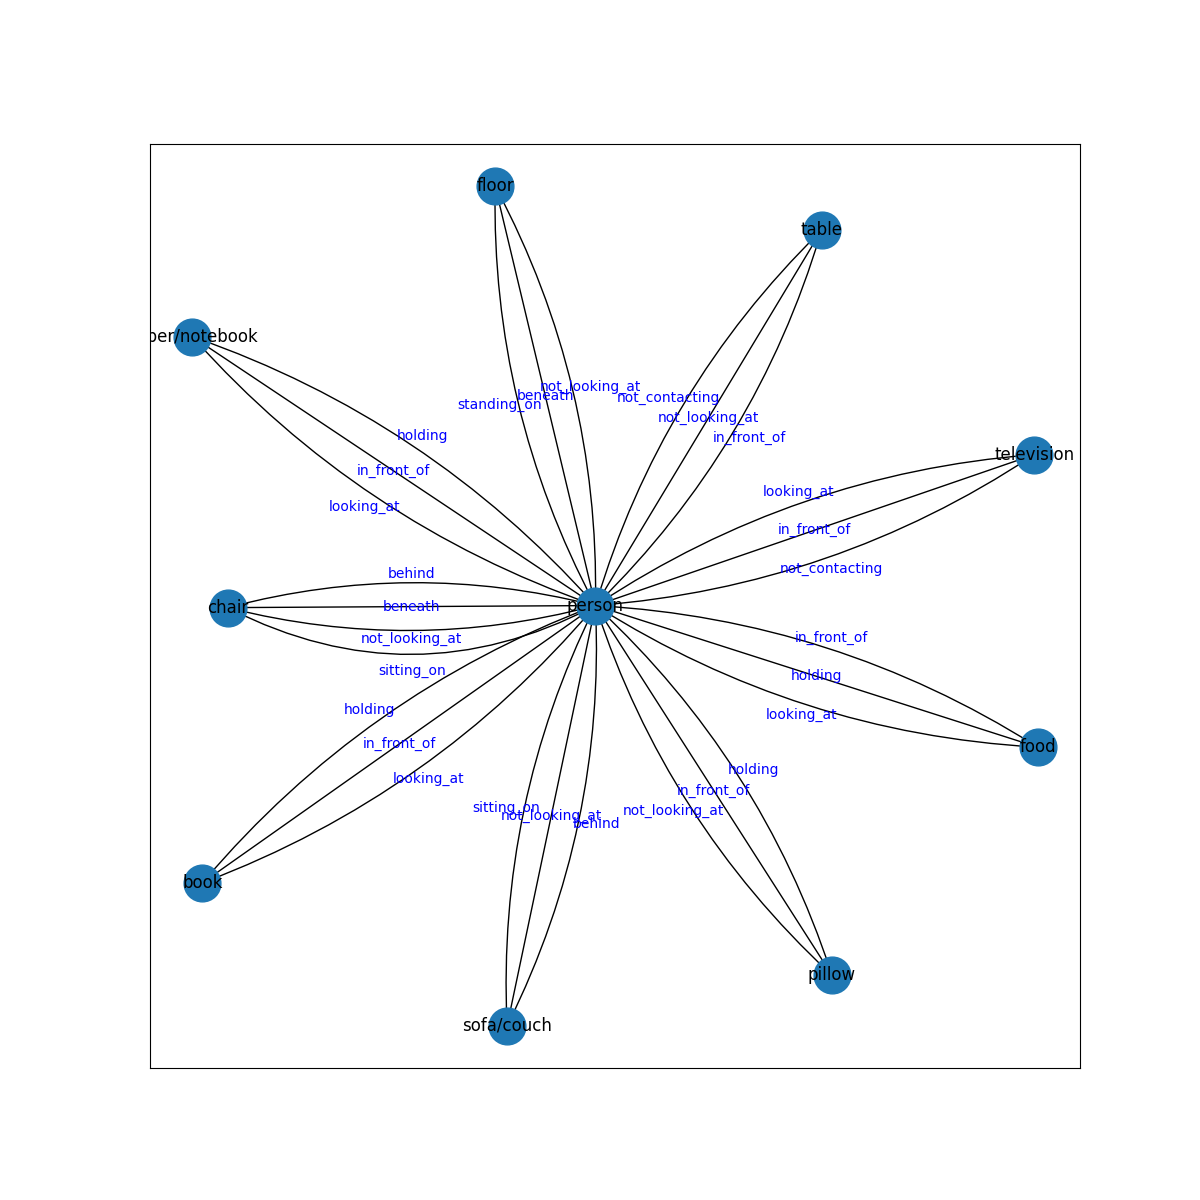 floor
table
per/notebook
not_looking_at
beneath
not_contacting
standing_on
not_looking_at
holding
in_front_of
television
in_front_of
looking_at
looking_at
in_front_of
behind
not_contacting
chair
beneath
person
not_looking_at
in_front_of
sitting_on
holding
holding
looking_at
in_front_of
food
looking_at
holding
in_front_of
sitting_on
not_looking_at
not_looking_at
behind
book
pillow
sofa/couch